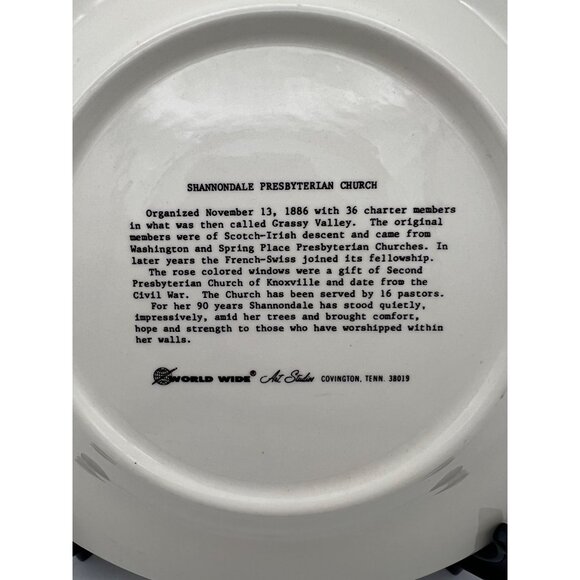 SHANNONDALE PRESBYTERIAN CHURCH
Organized November 13, 1886 with 36 charter members
in what was then called Grassy Valley. The original
members were of Scotch-Irish descent and came from
Washington and Spring Place Presbyterian Churches. In
later years the French-Swiss joined its fellowship.
The rose colored windows were a gift of Second
Presbyterian Church of Knoxville and date from the
Civil War. The Church has been served by 16 pastors.
For her 90 years Shannondale has stood quietly,
impressively, amid her trees and brought comfort,
hope and strength to those who have worshipped within
her walls.
WORLD WIDE® Art Studios COVINGTON, TENN. 38019